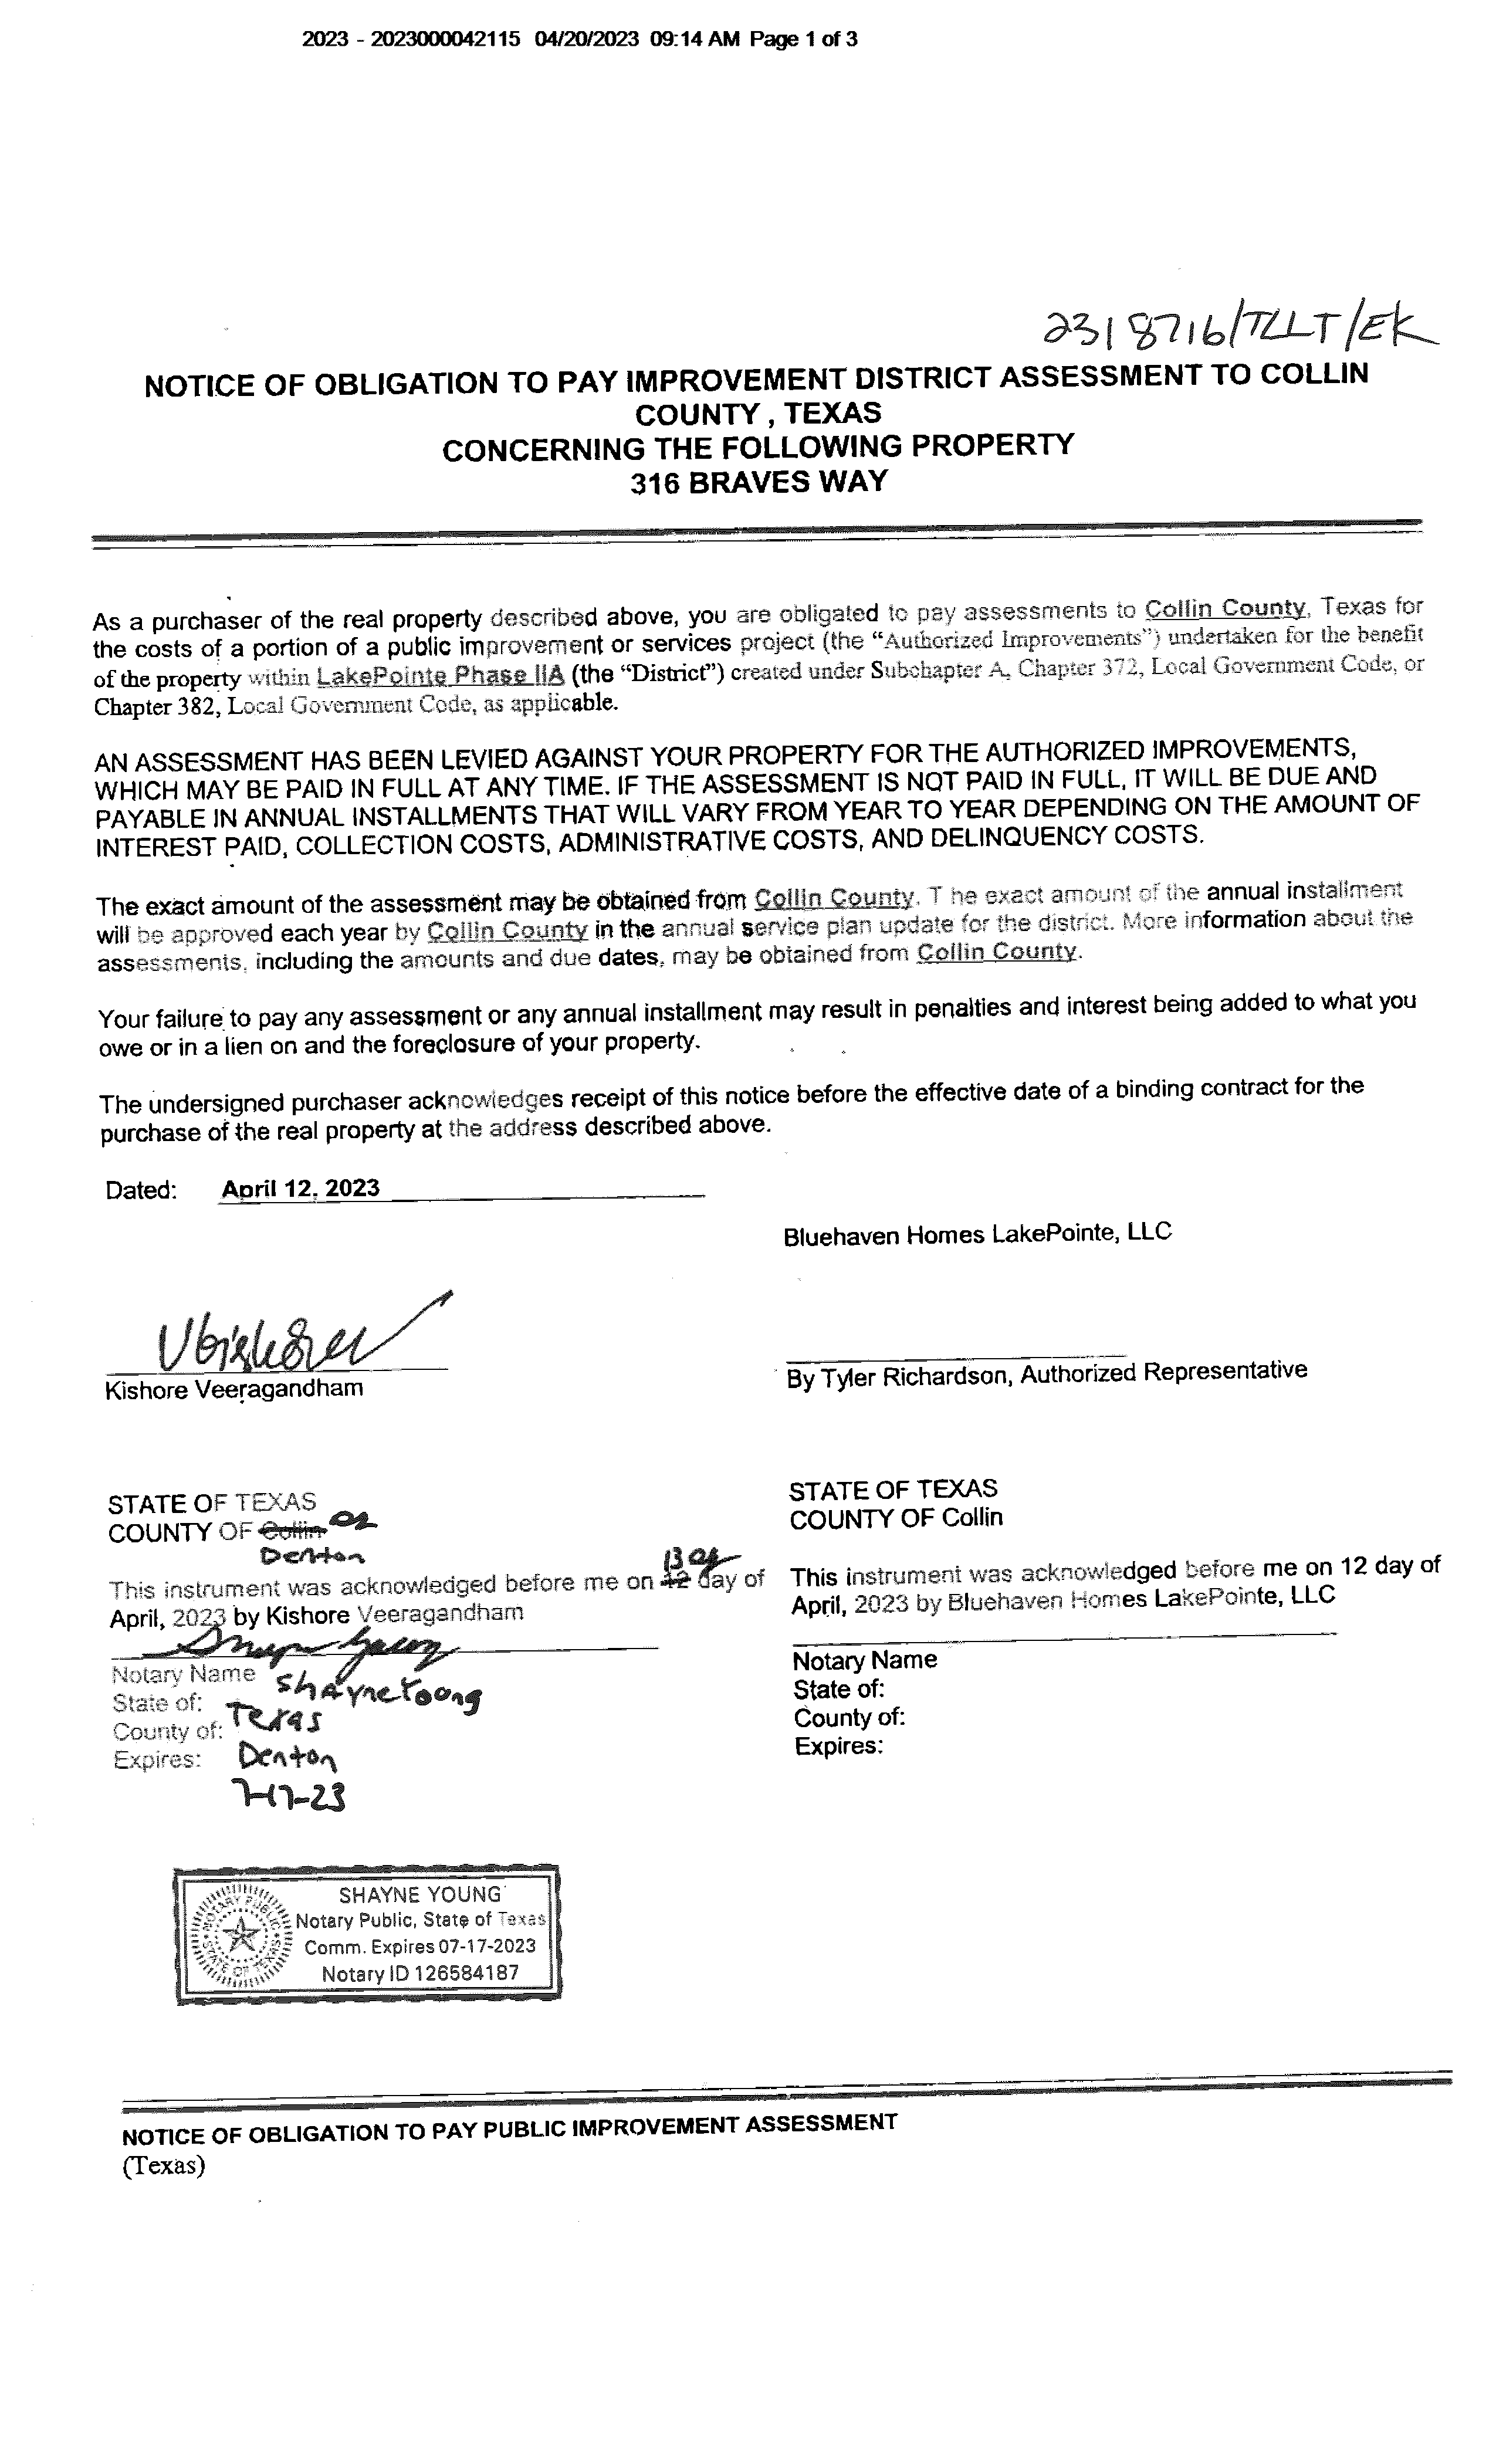 2023 - 2023000042115 04/20/2023 09:14 AM Page 1 of 3
2318716/TLLT/EK
NOTICE OF OBLIGATION TO PAY IMPROVEMENT DISTRICT ASSESSMENT TO COLLIN
COUNTY , TEXAS
CONCERNING THE FOLLOWING PROPERTY
316 BRAVES WAY
As a purchaser of the real property described above, you are obligated to pay assessments to Collin County, Texas for
the costs of a portion of a public improvement or services project (the “Authorized Improvements”) undertaken for the benefit
of the property within LakePointe Phase IIA (the “District”) created under Subchapter A, Chapter 372, Local Government Code, or
Chapter 382, Local Government Code, as applicable.
AN ASSESSMENT HAS BEEN LEVIED AGAINST YOUR PROPERTY FOR THE AUTHORIZED IMPROVEMENTS,
WHICH MAY BE PAID IN FULL AT ANY TIME. IF THE ASSESSMENT IS NOT PAID IN FULL, IT WILL BE DUE AND
PAYABLE IN ANNUAL INSTALLMENTS THAT WILL VARY FROM YEAR TO YEAR DEPENDING ON THE AMOUNT OF
INTEREST PAID, COLLECTION COSTS, ADMINISTRATIVE COSTS, AND DELINQUENCY COSTS.
The exact amount of the assessment may be obtained from Collin County. T he exact amount of the annual installment
will be approved each year by Collin County in the annual service plan update for the district. More information about the
assessments, including the amounts and due dates, may be obtained from Collin County.
Your failure to pay any assessment or any annual installment may result in penalties and interest being added to what you
owe or in a lien on and the foreclosure of your property.
The undersigned purchaser acknowledges receipt of this notice before the effective date of a binding contract for the
purchase of the real property at the address described above.
Dated: April 12, 2023
Bluehaven Homes LakePointe, LLC
Kishore Veeragandham
By Tyler Richardson, Authorized Representative
STATE OF TEXAS
COUNTY OF Collin
Denton
This instrument was acknowledged before me on 12 13 day of
April, 2023 by Kishore Veeragandham
Notary Name Shayne Young
State of: Texas
County of: Denton
Expires: 7-17-23
STATE OF TEXAS
COUNTY OF Collin
This instrument was acknowledged before me on 12 day of
April, 2023 by Bluehaven Homes LakePointe, LLC
Notary Name
State of:
County of:
Expires:
NOTARY PUBLIC
STATE OF TEXAS
SHAYNE YOUNG
Notary Public, State of Texas
Comm. Expires 07-17-2023
Notary ID 126584187
NOTICE OF OBLIGATION TO PAY PUBLIC IMPROVEMENT ASSESSMENT
(Texas)